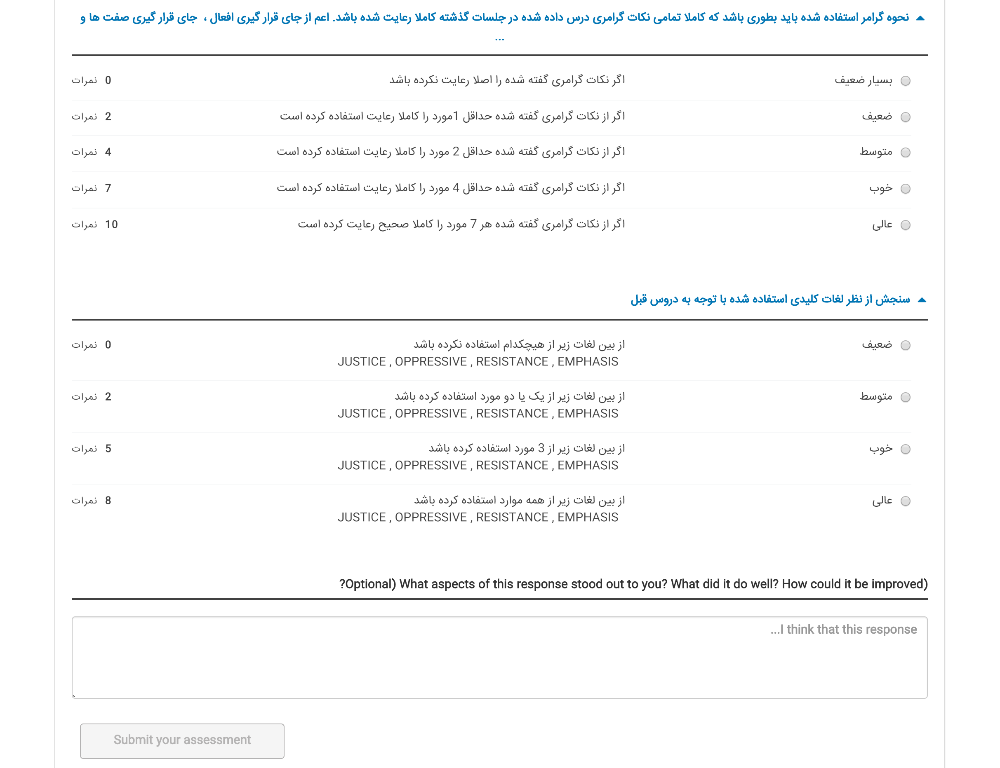 نحوه گرامر استفاده شده باید بطوری باشد که کاملا تمامی نکات گرامری درس داده شده در جلسات گذشته کاملا رعایت شده باشد. اعم از جای قرار گیری افعال ، جای قرار گیری صفت ها و
...
بسیار ضعیف اگر نکات گرامری گفته شده را اصلا رعایت نکرده باشد 0 نمرات
ضعیف اگر از نکات گرامری گفته شده حداقل 1مورد را کاملا رعایت استفاده کرده است 2 نمرات
متوسط اگر از نکات گرامری گفته شده حداقل 2 مورد را کاملا رعایت استفاده کرده است 4 نمرات
خوب اگر از نکات گرامری گفته شده حداقل 4 مورد را کاملا رعایت استفاده کرده است 7 نمرات
عالی اگر از نکات گرامری گفته شده هر 7 مورد را کاملا صحیح رعایت کرده است 10 نمرات
سنجش از نظر لغات کلیدی استفاده شده با توجه به دروس قبل
ضعیف از بین لغات زیر از هیچکدام استفاده نکرده باشد 0 نمرات
JUSTICE , OPPRESSIVE , RESISTANCE , EMPHASIS
متوسط از بین لغات زیر از یک یا دو مورد استفاده کرده باشد 2 نمرات
JUSTICE , OPPRESSIVE , RESISTANCE , EMPHASIS
خوب از بین لغات زیر از 3 مورد استفاده کرده باشد 5 نمرات
JUSTICE , OPPRESSIVE , RESISTANCE , EMPHASIS
عالی از بین لغات زیر از همه موارد استفاده کرده باشد 8 نمرات
JUSTICE , OPPRESSIVE , RESISTANCE , EMPHASIS
?Optional) What aspects of this response stood out to you? What did it do well? How could it be improved)
...I think that this response
Submit your assessment